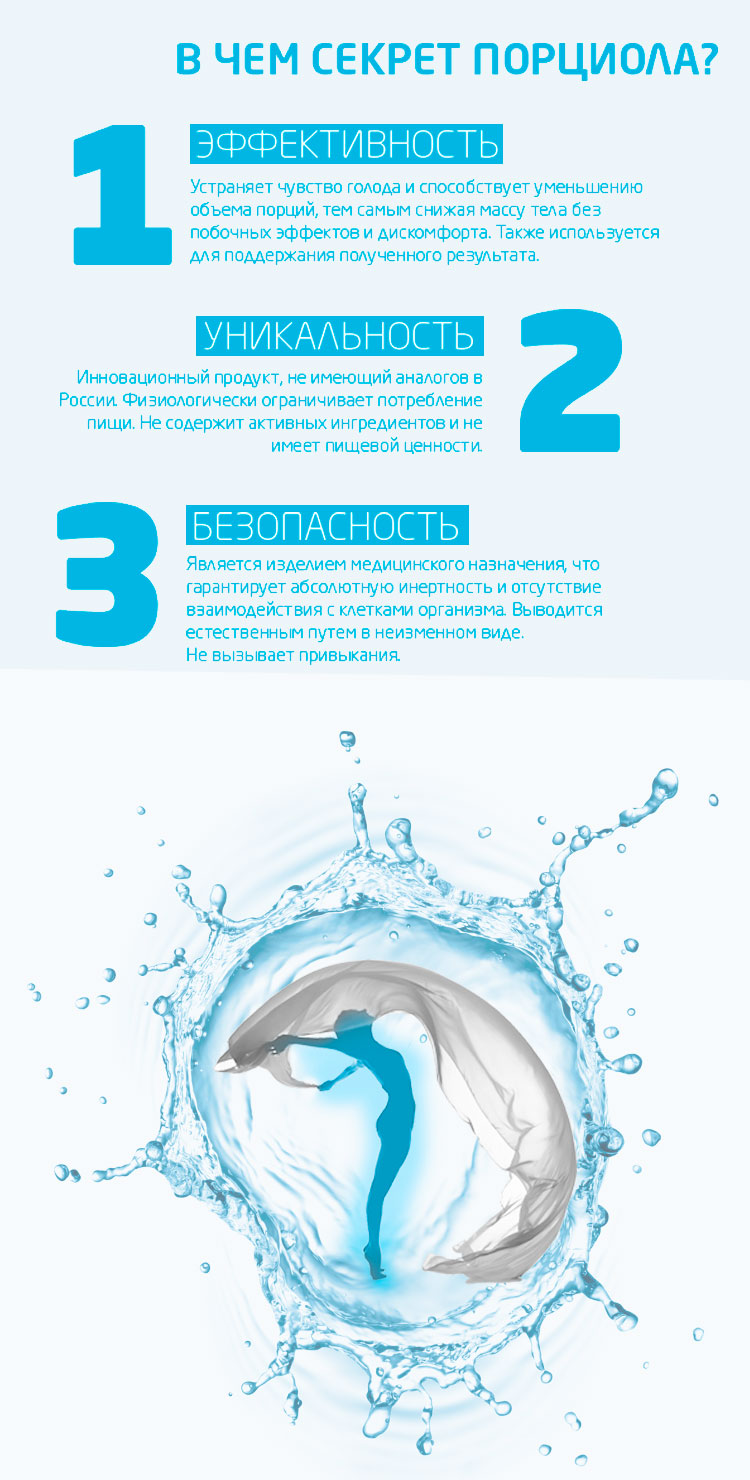 В ЧЕМ СЕКРЕТ ПОРЦИОЛА?
1
ЭФФЕКТИВНОСТЬ
Устраняет чувство голода и способствует уменьшению
объема порций, тем самым снижая массу тела без
побочных эффектов и дискомфорта. Также используется
для поддержания полученного результата.
2
УНИКАЛЬНОСТЬ
Инновационный продукт, не имеющий аналогов в
России. Физиологически ограничивает потребление
пищи. Не содержит активных ингредиентов и не
имеет пищевой ценности.
3
БЕЗОПАСНОСТЬ
Является изделием медицинского назначения, что
гарантирует абсолютную инертность и отсутствие
взаимодействия с клетками организма. Выводится
естественным путем в неизменном виде.
Не вызывает привыкания.